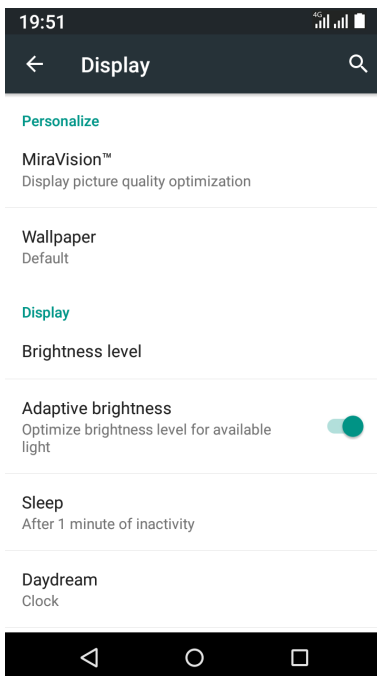 19:51
4G
Display
Personalize
MiraVision™
Display picture quality optimization
Wallpaper
Default
Display
Brightness level
Adaptive brightness
Optimize brightness level for available
light
Sleep
After 1 minute of inactivity
Daydream
Clock